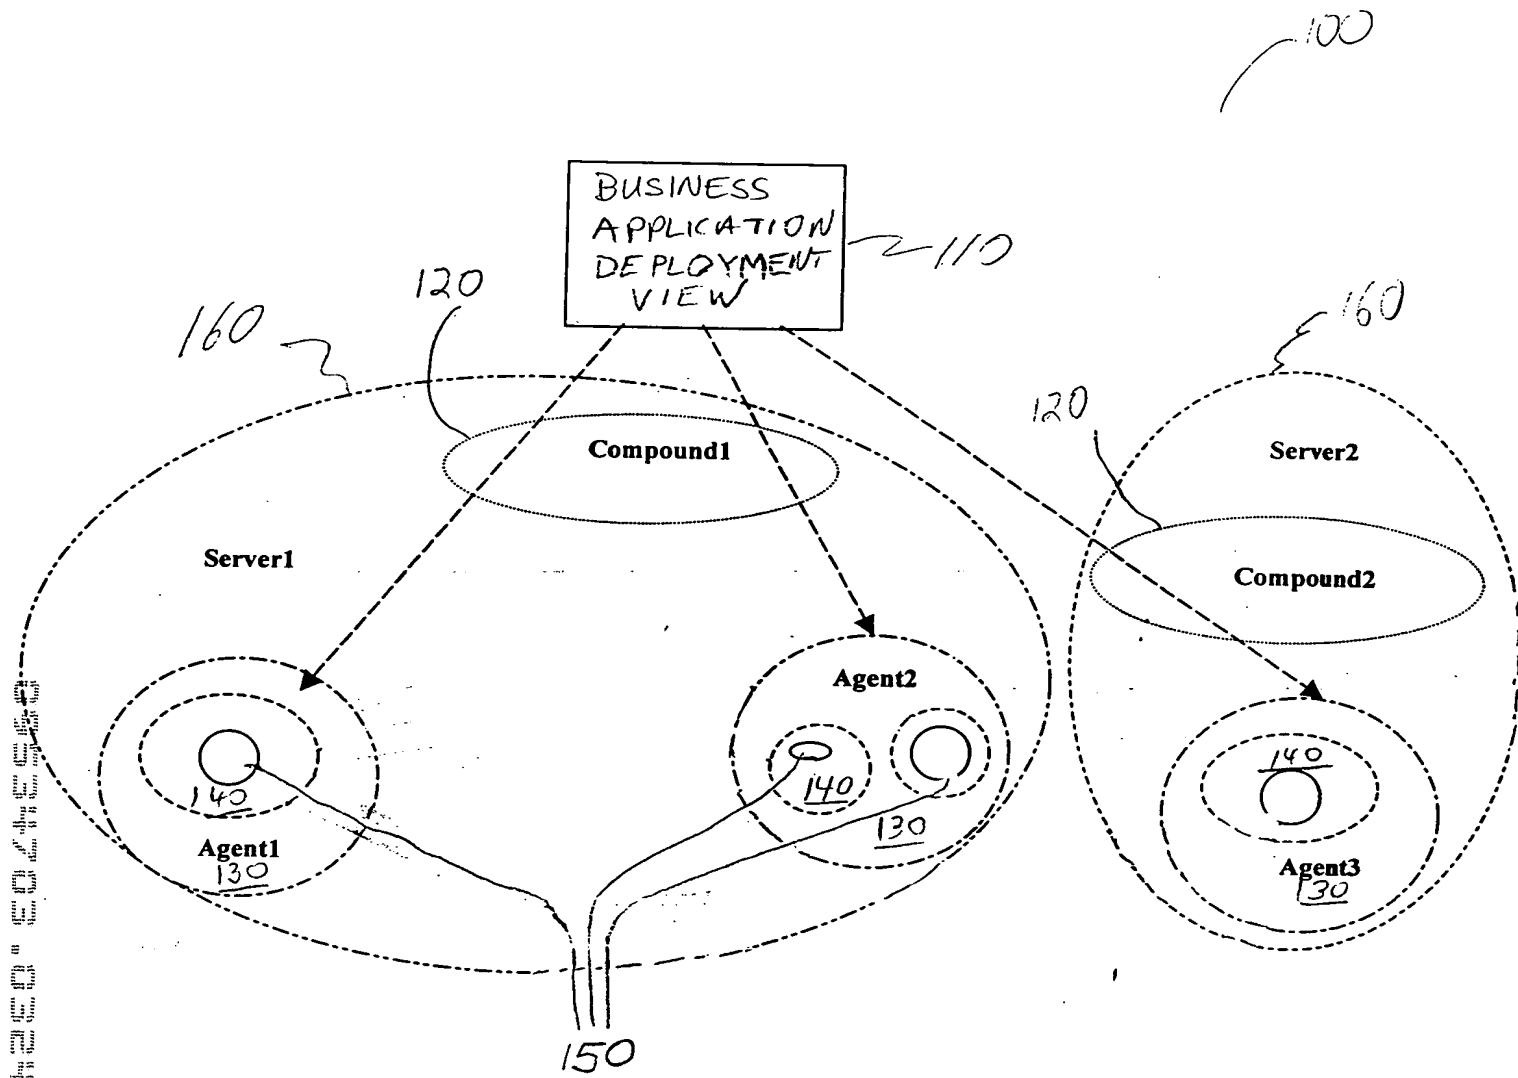 100
BUSINESS
APPLICATION
DEPLOYMENT
VIEW
110
120
160
160
120
Compound1
Server2
Server1
Compound2
Agent2
140
140
140
130
Agent1
130
Agent3
130
150